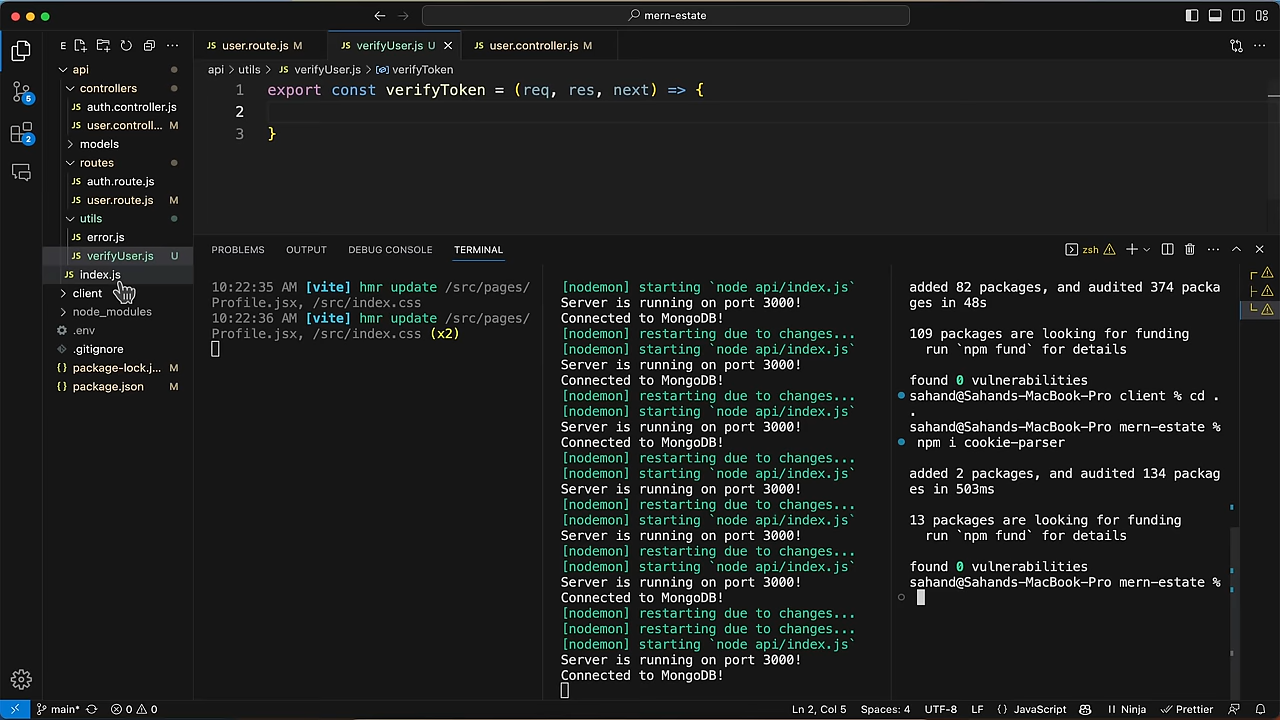 mern-estate
E
user.route.js M
verifyUser.js U
user.controller.js M
api > utils > JS verifyUser.js > verifyToken
api
controllers
JS auth.controller.js
JS user.controll... M
models
routes
JS auth.route.js
JS user.route.js M
utils
JS error.js
JS verifyUser.js U
JS index.js
client
node_modules
.env
.gitignore
{} package-lock.j... M
{} package.json M
5
2
1 export const verifyToken = (req, res, next) => {
2
3 }
PROBLEMS OUTPUT DEBUG CONSOLE TERMINAL
zsh
10:22:35 AM [vite] hmr update /src/pages/
Profile.jsx, /src/index.css
10:22:36 AM [vite] hmr update /src/pages/
Profile.jsx, /src/index.css (x2)
[nodemon] starting `node api/index.js`
Server is running on port 3000!
Connected to MongoDB!
[nodemon] restarting due to changes...
[nodemon] starting `node api/index.js`
Server is running on port 3000!
Connected to MongoDB!
[nodemon] restarting due to changes...
[nodemon] starting `node api/index.js`
Server is running on port 3000!
Connected to MongoDB!
[nodemon] restarting due to changes...
[nodemon] starting `node api/index.js`
Server is running on port 3000!
[nodemon] restarting due to changes...
[nodemon] starting `node api/index.js`
Server is running on port 3000!
[nodemon] restarting due to changes...
[nodemon] starting `node api/index.js`
Server is running on port 3000!
Connected to MongoDB!
[nodemon] restarting due to changes...
[nodemon] restarting due to changes...
[nodemon] starting `node api/index.js`
Server is running on port 3000!
Connected to MongoDB!
added 82 packages, and audited 374 packa
ges in 48s
109 packages are looking for funding
run `npm fund` for details
found 0 vulnerabilities
sahand@Sahands-MacBook-Pro client % cd .
.
sahand@Sahands-MacBook-Pro mern-estate %
npm i cookie-parser
added 2 packages, and audited 134 packag
es in 503ms
13 packages are looking for funding
run `npm fund` for details
found 0 vulnerabilities
sahand@Sahands-MacBook-Pro mern-estate %
main* 0 0
Ln 2, Col 5 Spaces: 4 UTF-8 LF {} JavaScript Ninja Prettier